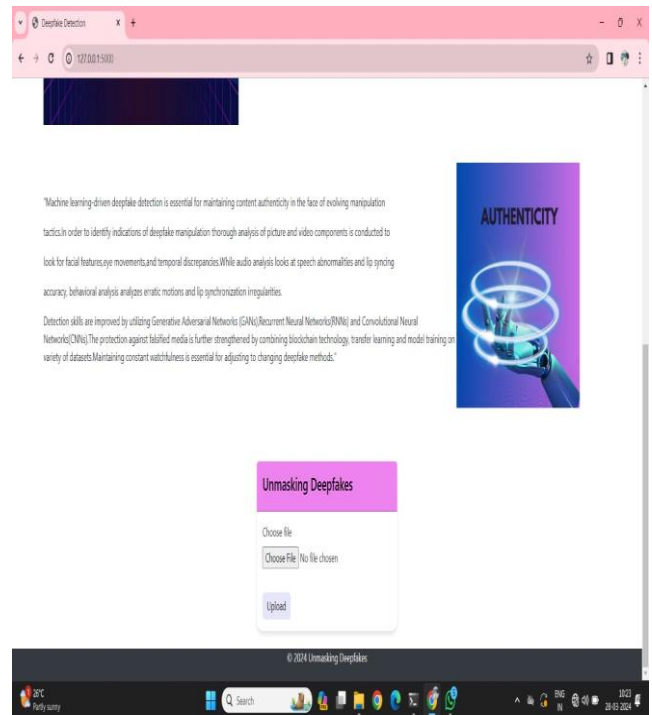 Deepfake Detection
127.0.0.1:5000
"Machine learning-driven deepfake detection is essential for maintaining content authenticity in the face of evolving manipulation
tactics.In order to identify indications of deepfake manipulation thorough analysis of picture and video components is conducted to
look for facial features,eye movements,and temporal discrepancies.While audio analysis looks at speech abnormalities and lip syncing
accuracy, behavioral analysis analyzes erratic motions and lip synchronization irregularities.
Detection skills are improved by utilizing Generative Adversarial Networks (GANs),Recurrent Neural Networks(RNNs) and Convolutional Neural
Networks(CNNs).The protection against falsified media is further strengthened by combining blockchain technology, transfer learning and model training on
variety of datasets.Maintaining constant watchfulness is essential for adjusting to changing deepfake methods."
AUTHENTICITY
Unmasking Deepfakes
Choose file
Choose File No file chosen
Upload
© 2024 Unmasking Deepfakes
26°C
Partly sunny
Search
ENG
IN
10:23
28-03-2024